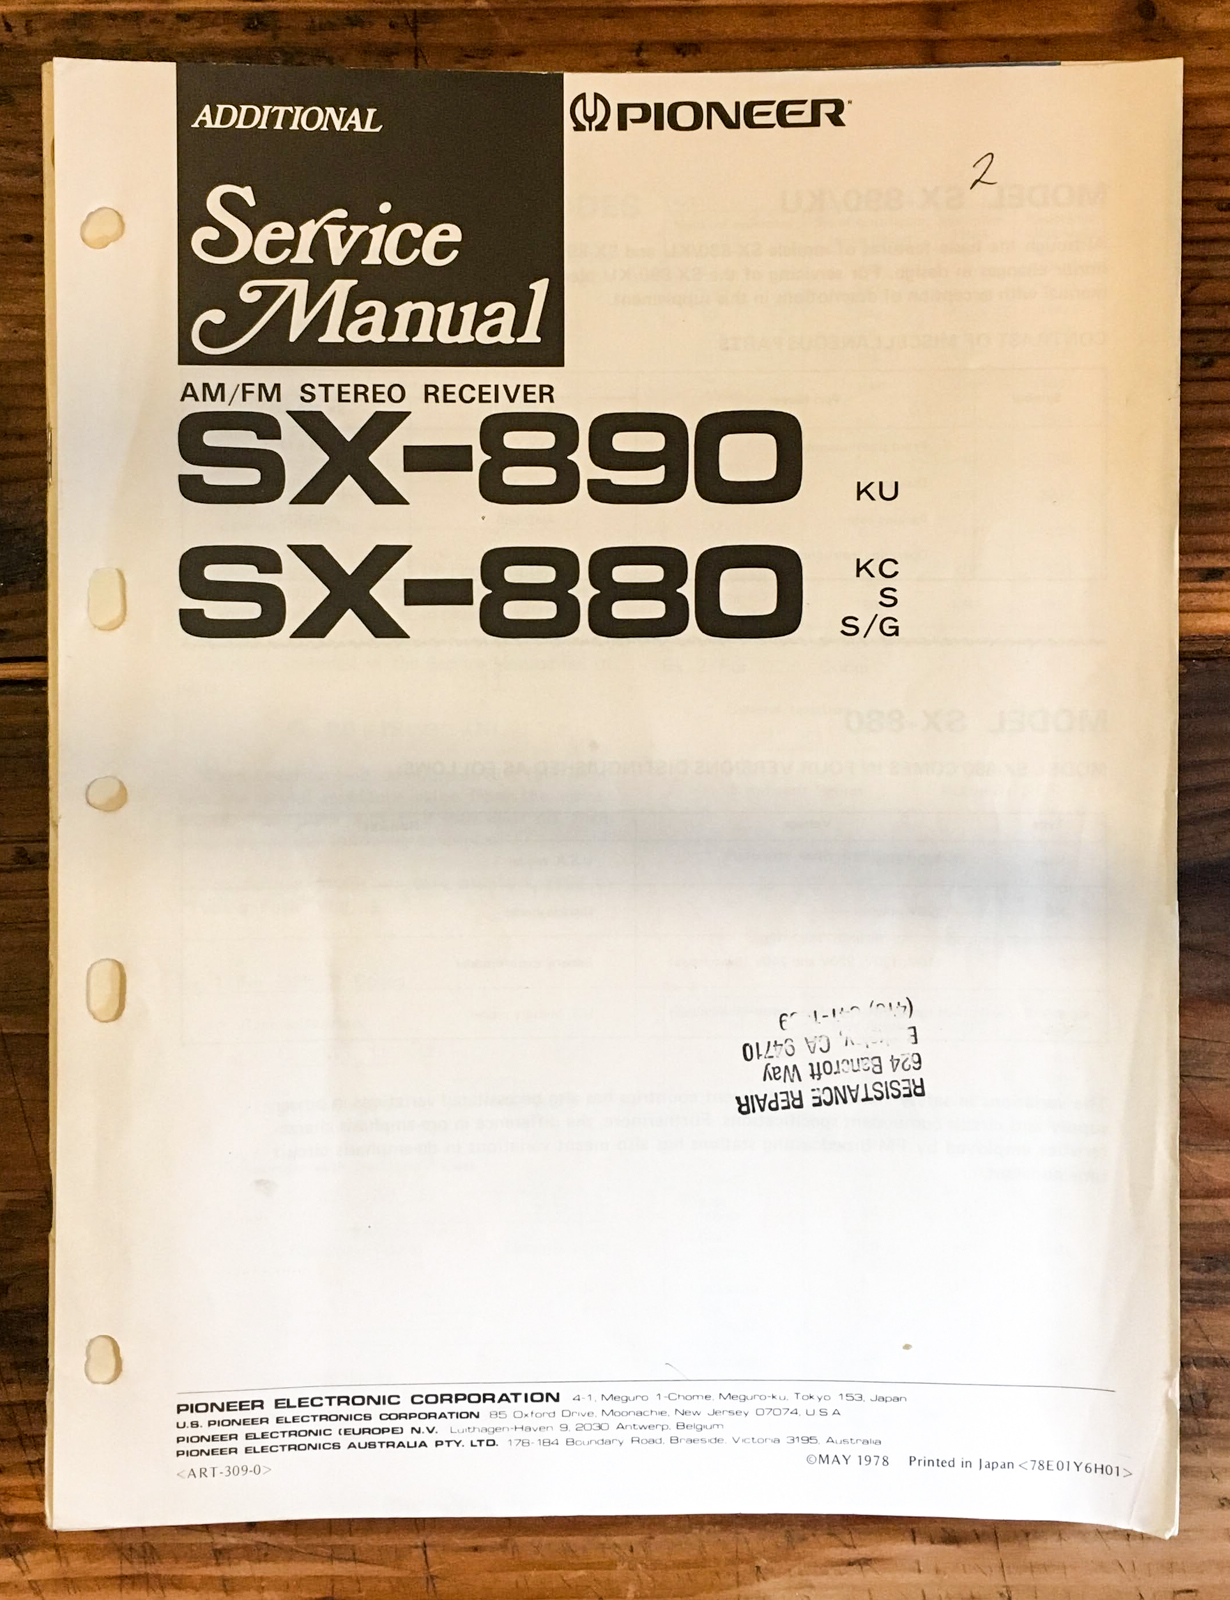 ADDITIONAL
Service
Manual
PIONEER
2
AM/FM STEREO RECEIVER
SX-890 KU
SX-880 KC
S
S/G
RESISTANCE REPAIR
624 Bancroft Way
CA 94710
PIONEER ELECTRONIC CORPORATION 4-1, Meguro 1-Chome, Meguro-ku, Tokyo 153, Japan
U.S. PIONEER ELECTRONICS CORPORATION 85 Oxford Drive, Moonachie, New Jersey 07074, U.S.A
PIONEER ELECTRONIC (EUROPE) N.V. Luithagen-Haven 9, 2030 Antwerp, Belgium
PIONEER ELECTRONICS AUSTRALIA PTY. LTD. 178-184 Boundary Road, Braeside, Victoria 3195, Australia
<ART-309-0>
©MAY 1978 Printed in Japan <78E01Y6H01>